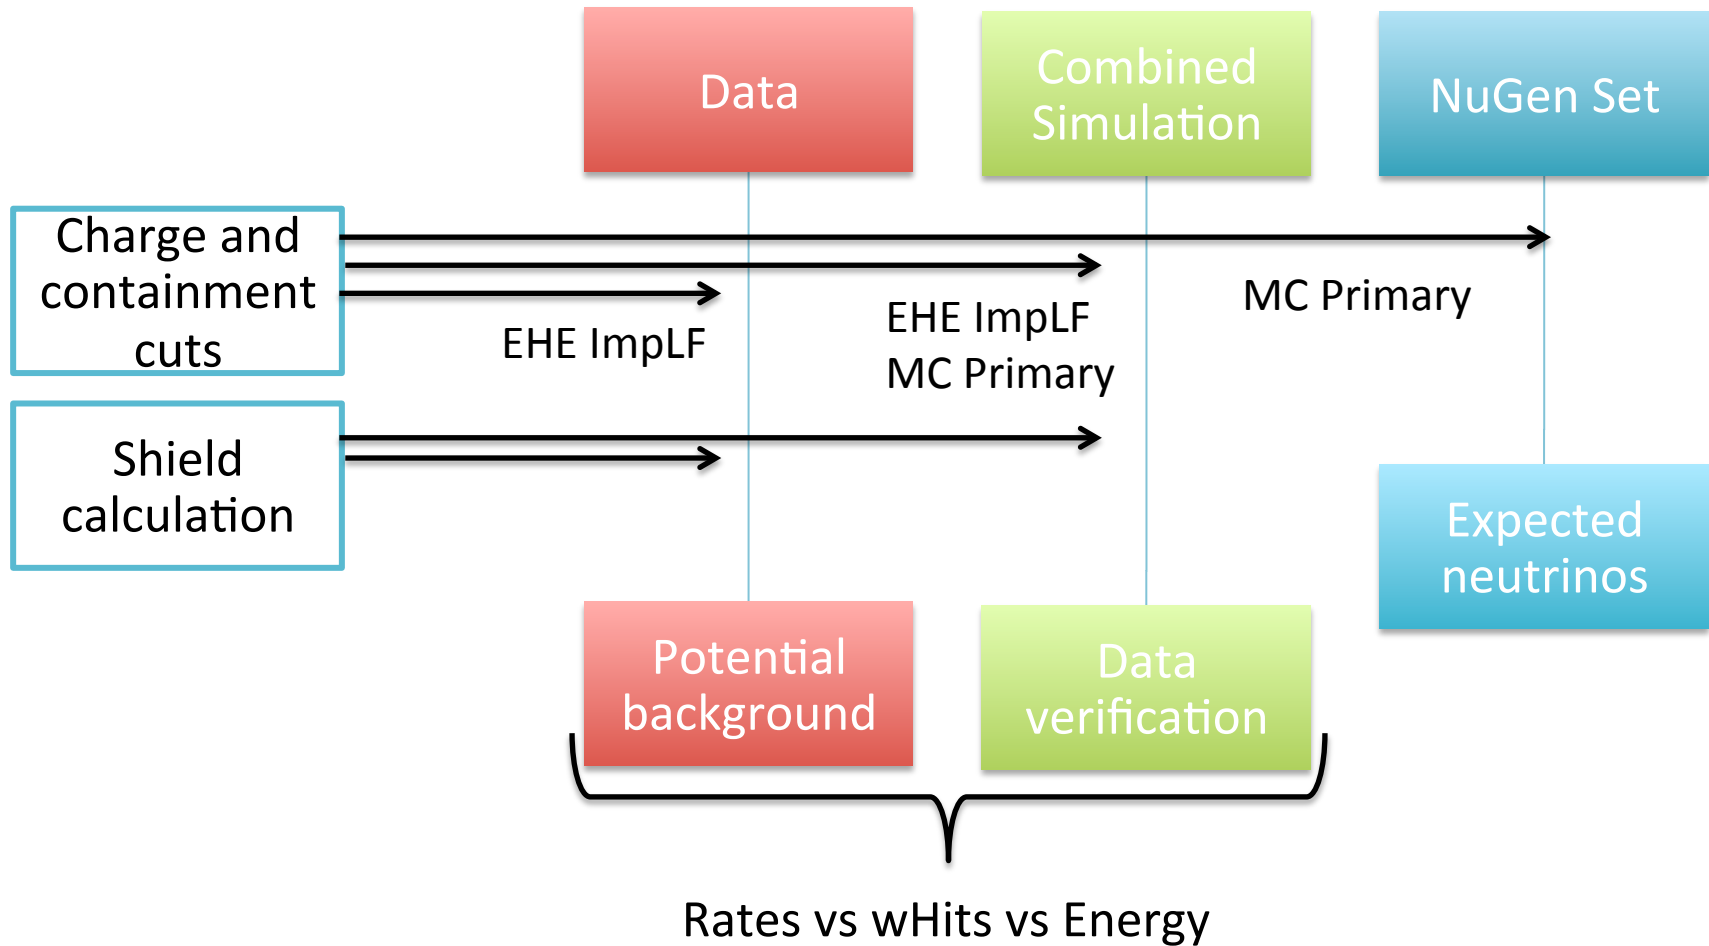 Data
Combined
Simulation
NuGen Set
Charge and
containment
cuts
EHE ImpLF
EHE ImpLF
MC Primary
MC Primary
Shield
calculation
Expected
neutrinos
Potential
background
Data
verification
Rates vs wHits vs Energy